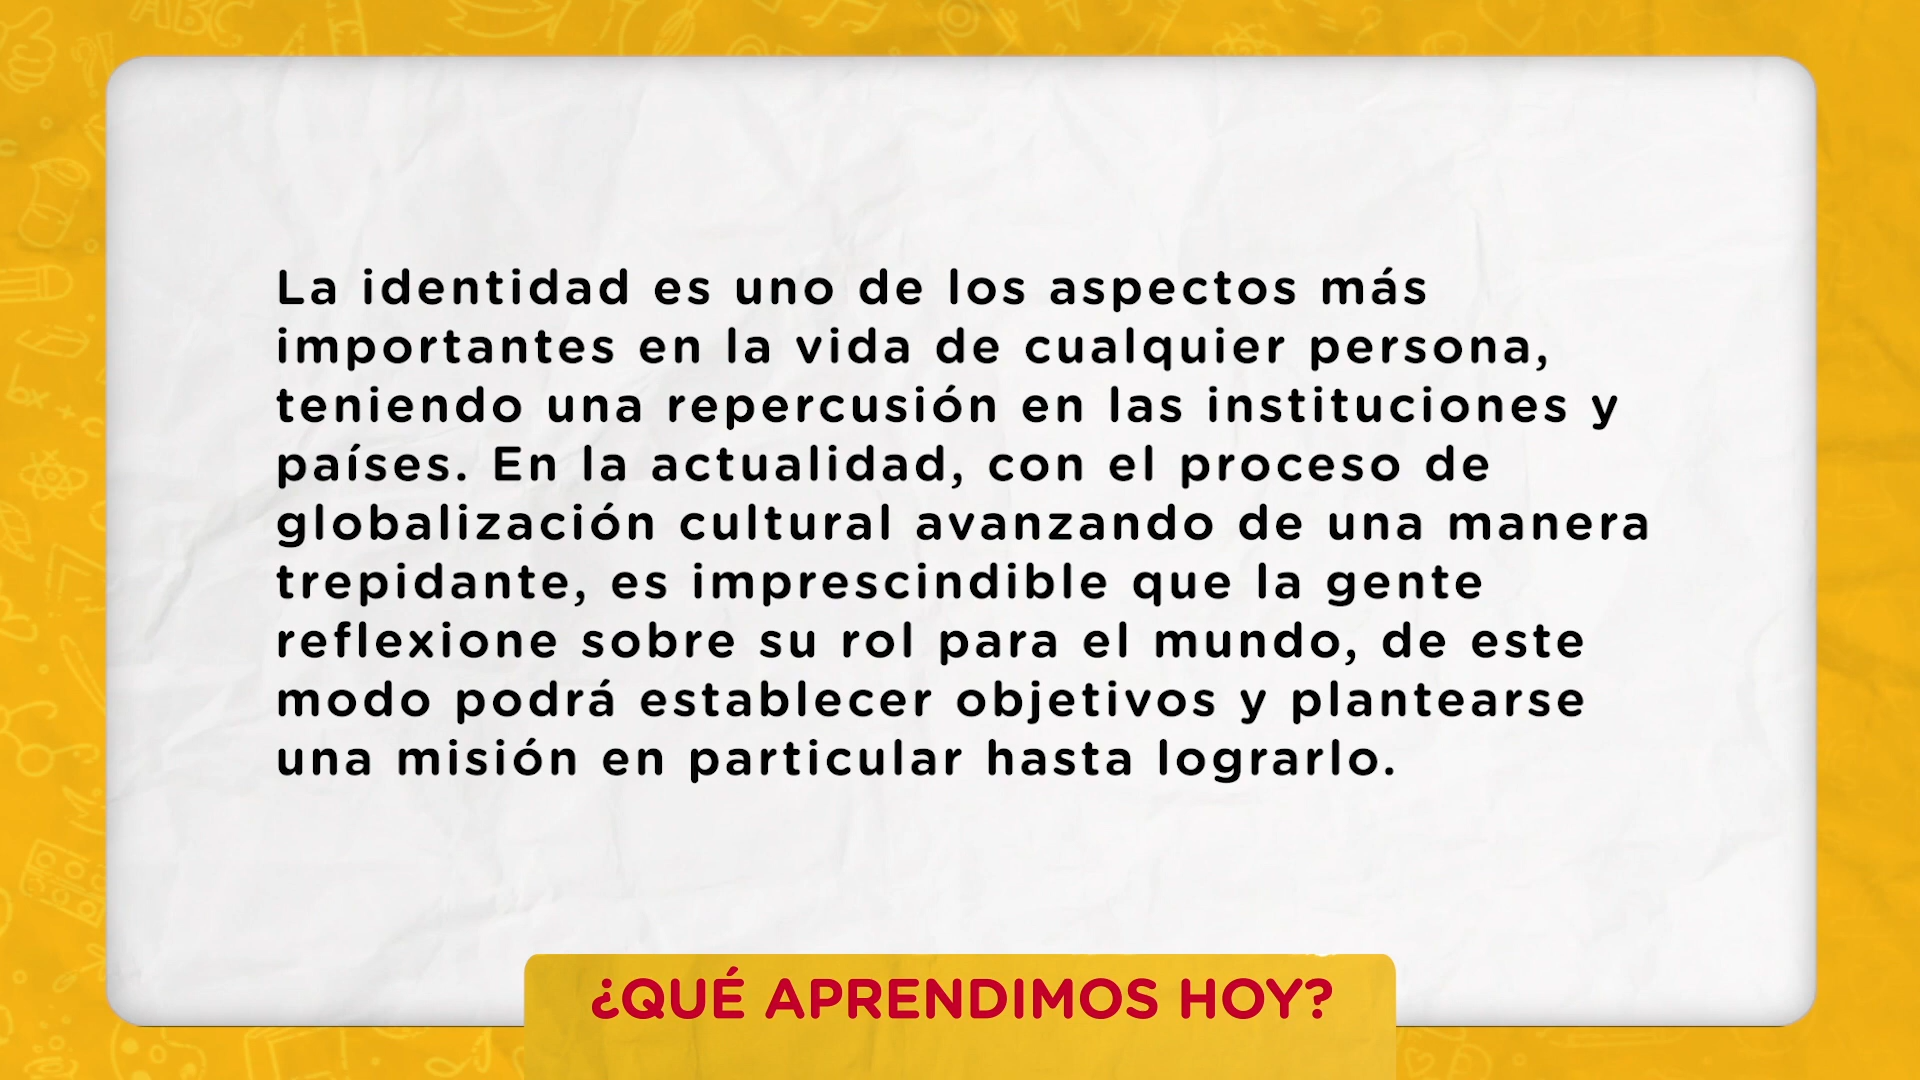 La identidad es uno de los aspectos más
importantes en la vida de cualquier persona,
teniendo una repercusión en las instituciones y
países. En la actualidad, con el proceso de
globalización cultural avanzando de una manera
trepidante, es imprescindible que la gente
reflexione sobre su rol para el mundo, de este
modo podrá establecer objetivos y plantearse
una misión en particular hasta lograrlo.
¿QUÉ APRENDIMOS HOY?